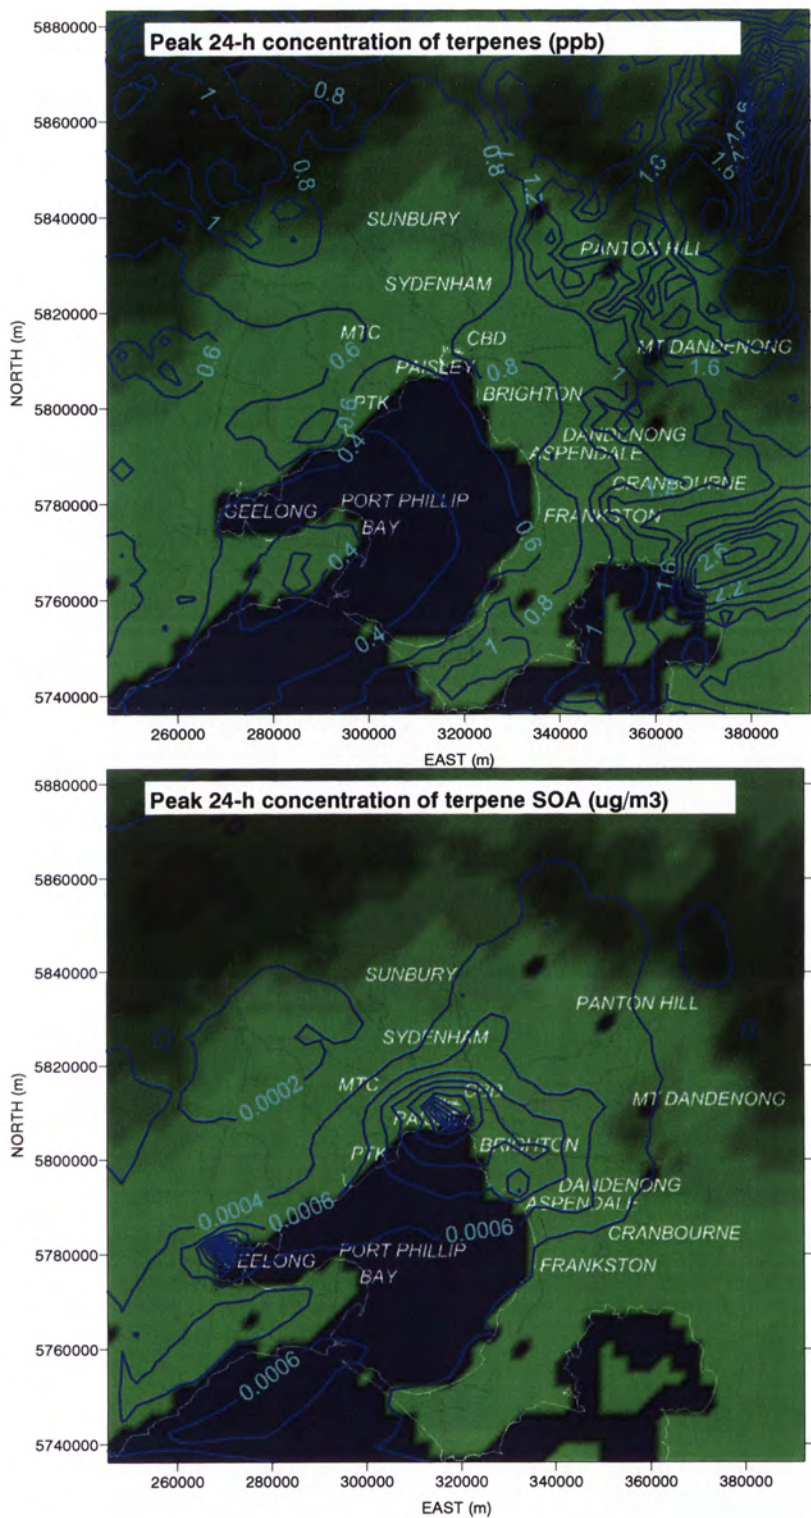 Peak 24-h concentration of terpenes (ppb)
5880000
5860000
5840000
5820000
5800000
5780000
5760000
5740000
NORTH (m)
1
0.8
0.8
1
0.8
1.2
1.6
1.6
SUNBURY
PANTON HILL
SYDENHAM
MTC
CBD
MT DANDENONG
0.6
0.6
PAISLEY
0.8
1
1.6
PTK
BRIGHTON
0.6
0.4
DANDENONG
ASPENDALE
CRANBOURNE
GEELONG
PORT PHILLIP
BAY
FRANKSTON
0.6
0.4
1.6
2.6
2.2
0.8
0.4
1
1
260000 280000 300000 320000 340000 360000 380000
EAST (m)
Peak 24-h concentration of terpene SOA (ug/m3)
5880000
5860000
5840000
5820000
5800000
5780000
5760000
5740000
NORTH (m)
SUNBURY
PANTON HILL
SYDENHAM
0.0002
MTC
CBD
MT DANDENONG
PTK
BRIGHTON
DANDENONG
ASPENDALE
0.0004
0.0006
0.0006
CRANBOURNE
EELONG
PORT PHILLIP
BAY
FRANKSTON
0.0006
260000 280000 300000 320000 340000 360000 380000
EAST (m)